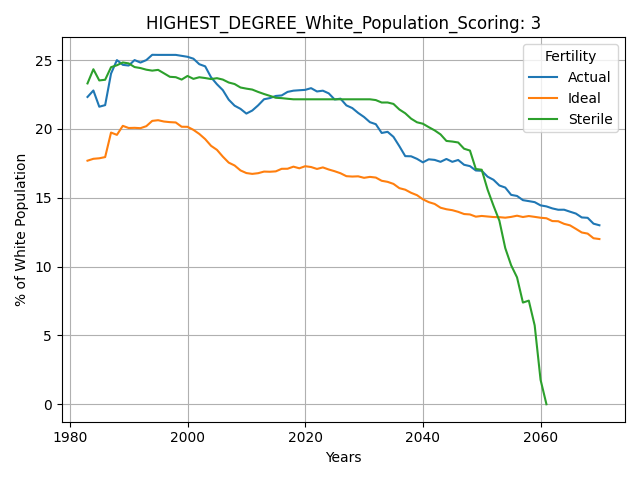 HIGHEST_DEGREE_White_Population_Scoring: 3
Fertility
Actual
Ideal
Sterile
% of White Population
25
20
15
10
5
0
1980
2000
2020
2040
2060
Years